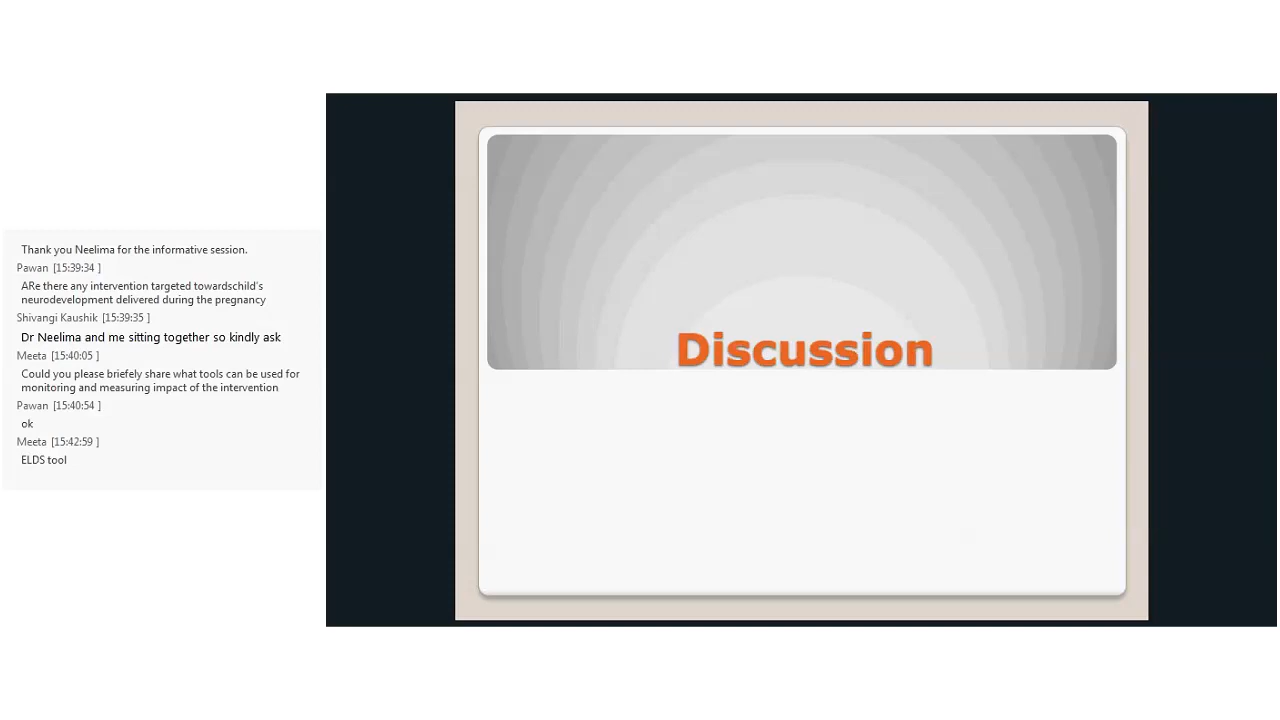 Thank you Neelima for the informative session.
Pawan [15:39:34 ]
ARe there any intervention targeted towardschild's
neurodevelopment delivered during the pregnancy
Shivangi Kaushik [15:39:35 ]
Dr Neelima and me sitting together so kindly ask
Meeta [15:40:05 ]
Could you please briefely share what tools can be used for
monitoring and measuring impact of the intervention
Pawan [15:40:54 ]
ok
Meeta [15:42:59 ]
ELDS tool
Discussion